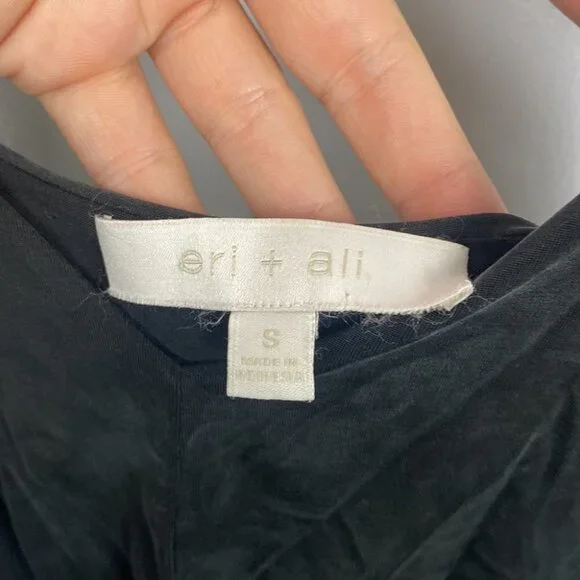 eri + ali
S
MADE IN
INDONESIA